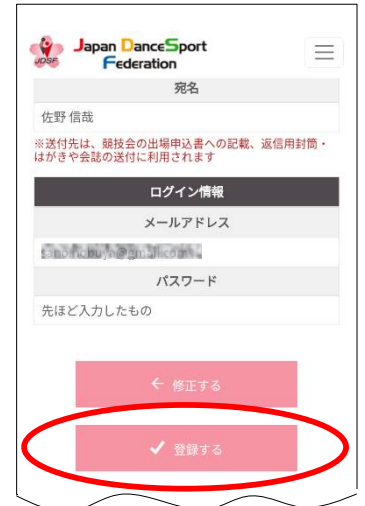 Japan DanceSport
Federation
JDSF
宛名
佐野 信哉
※送付先は、競技会の出場申込書への記載、返信用封筒・
はがきや会誌の送付に利用されます
ログイン情報
メールアドレス
パスワード
先ほど入力したもの
← 修正する
✓ 登録する